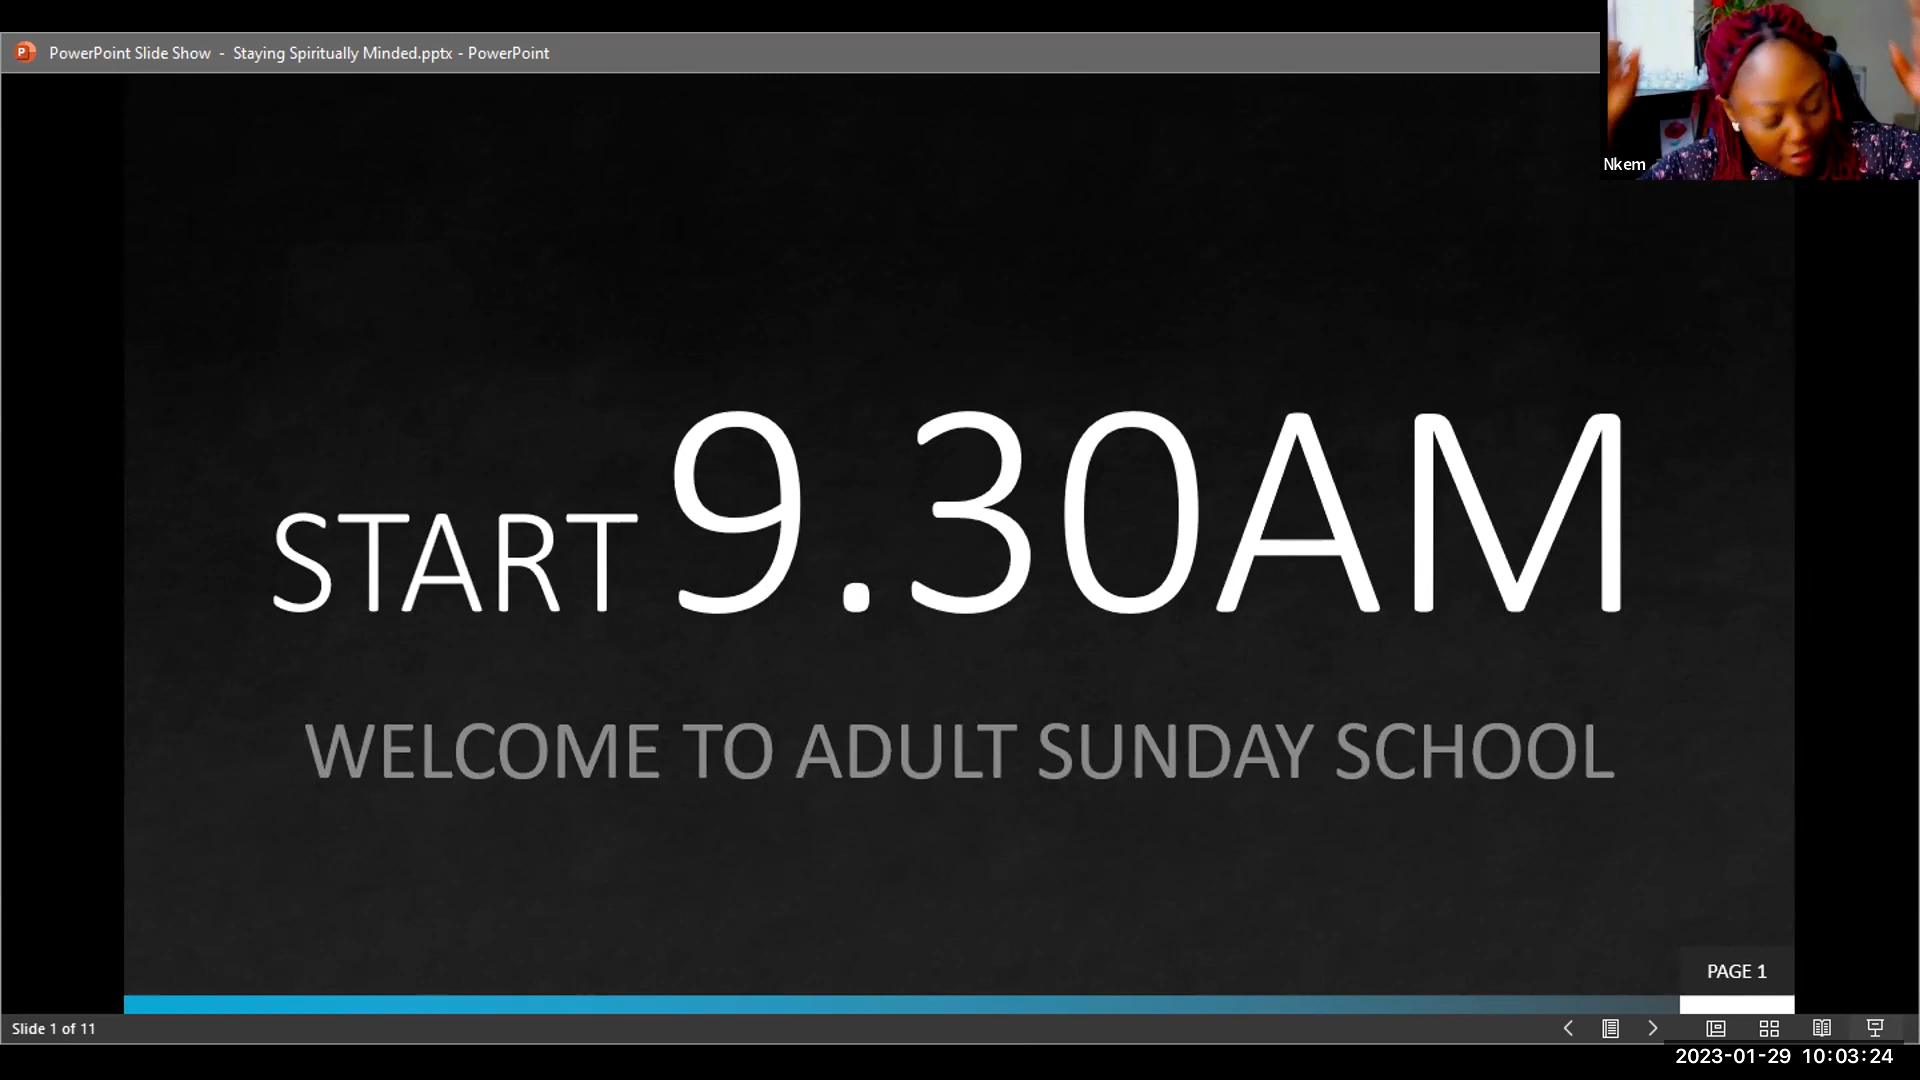 PowerPoint Slide Show - Staying Spiritually Minded.pptx - PowerPoint
Nkem
START 9.30AM
WELCOME TO ADULT SUNDAY SCHOOL
PAGE 1
Slide 1 of 11
2023-01-29 10:03:24